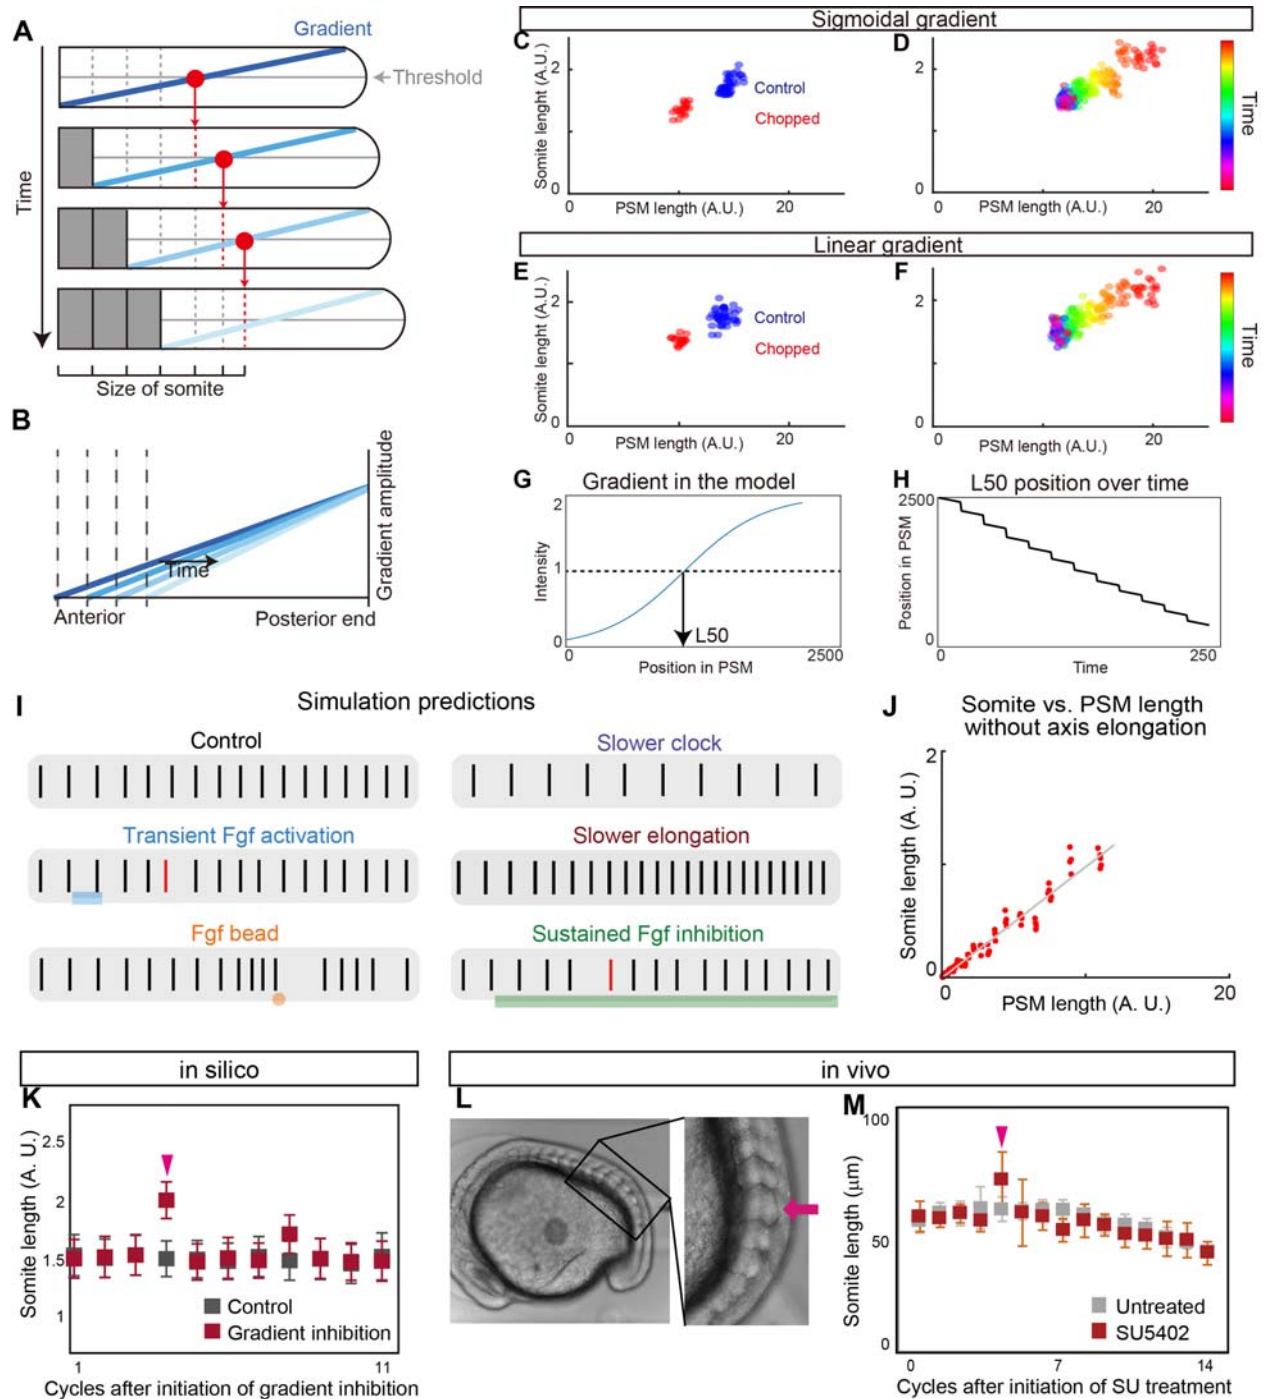 A
Gradient
Threshold
Time
Size of somite
B
Time
Anterior
Posterior end
Gradient amplitude
Sigmoidal gradient
C
Somite lenght (A.U.)
2
0
0
20
PSM length (A.U.)
Control
Chopped
D
2
0
20
PSM length (A.U.)
Time
Linear gradient
E
Somite lenght (A.U.)
2
0
0
20
PSM length (A.U.)
Control
Chopped
F
2
0
0
20
PSM length (A.U.)
Time
G
Gradient in the model
Intensity
2
1
0
L50
0
2500
Position in PSM
H
L50 position over time
Position in PSM
2500
0
0
250
Time
I
Simulation predictions
Control
Slower clock
Transient Fgf activation
Slower elongation
Fgf bead
Sustained Fgf inhibition
J
Somite vs. PSM length
without axis elongation
Somite length (A. U.)
2
0
0
20
PSM length (A. U.)
in silico
K
Somite length (A. U.)
2.5
2
1.5
1
Control
Gradient inhibition
1
11
Cycles after initiation of gradient inhibition
in vivo
L
M
Somite length (µm)
100
50
0
Untreated
SU5402
0
7
14
Cycles after initiation of SU treatment